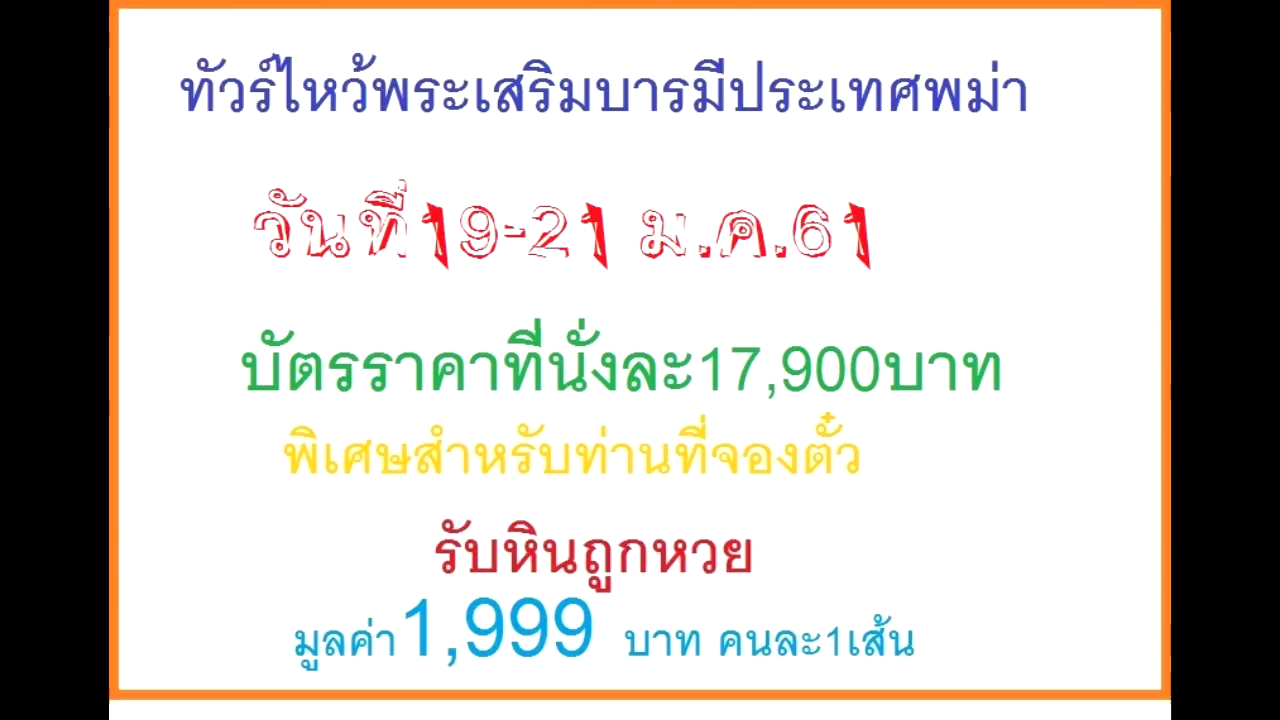 ทัวร์ไหว้พระเสริมบารมีประเทศพม่า
วันที่19-21 ม.ค.61
บัตรราคาที่นั่งละ17,900บาท
พิเศษสำหรับท่านที่จองตั๋ว
รับหินถูกหวย
มูลค่า1,999 บาท คนละ1เส้น